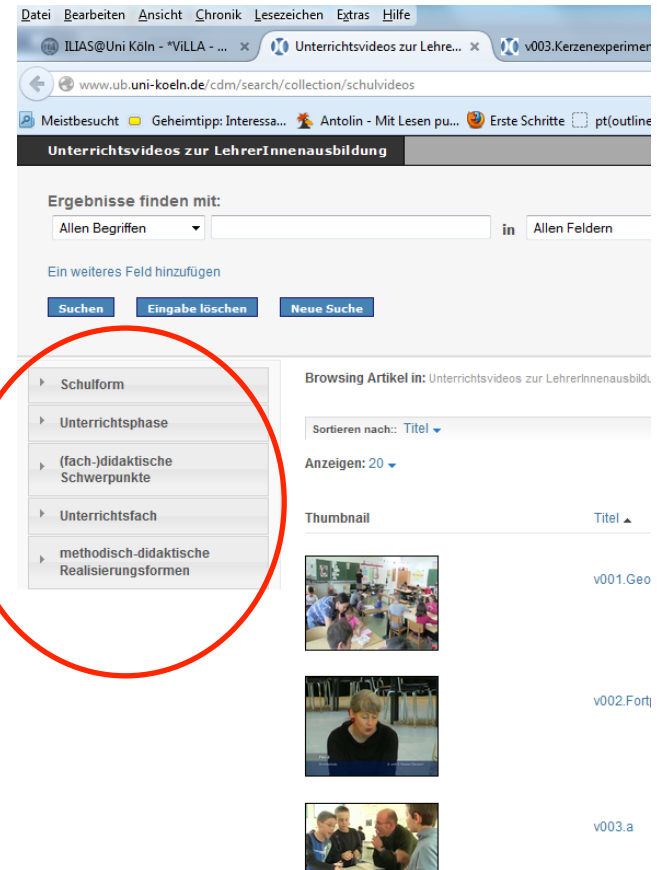 Datei Bearbeiten Ansicht Chronik Lesezeichen Extras Hilfe
ILIAS@Uni Köln - *ViLLA - ... × Unterrichtsvideos zur Lehre... × v003.Kerzenexperimen
www.ub.uni-koeln.de/cdm/search/collection/schulvideos
Meistbesucht Geheimtipp: Interessa... Antolin - Mit Lesen pu... Erste Schritte pt(outline
Unterrichtsvideos zur LehrerInnenausbildung
Ergebnisse finden mit:
Allen Begriffen in Allen Feldern
Ein weiteres Feld hinzufügen
Suchen Eingabe löschen Neue Suche
Schulform
Unterrichtsphase
(fach-)didaktische
Schwerpunkte
Unterrichtsfach
methodisch-didaktische
Realisierungsformen
Browsing Artikel in: Unterrichtsvideos zur LehrerInnenausbildu
Sortieren nach:: Titel
Anzeigen: 20
Thumbnail Titel
v001.Geo
v002.Fortp
v003.a